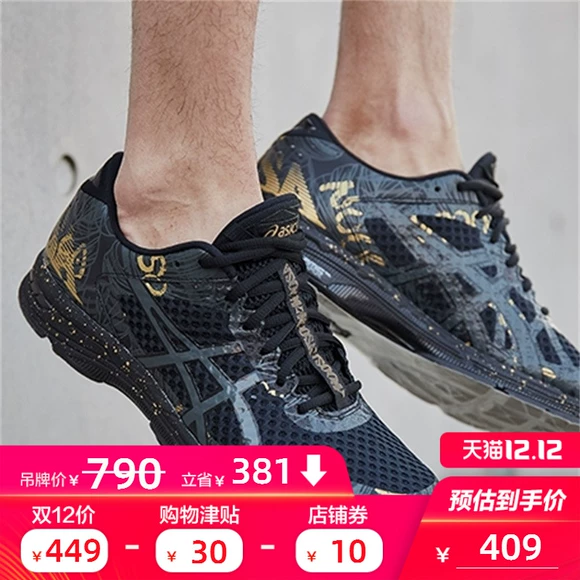 asics
天猫12.12
吊牌价¥790 立省¥381
预估到手价
双12价 购物津贴 店铺券
¥449 - ¥30 - ¥10
¥ 409